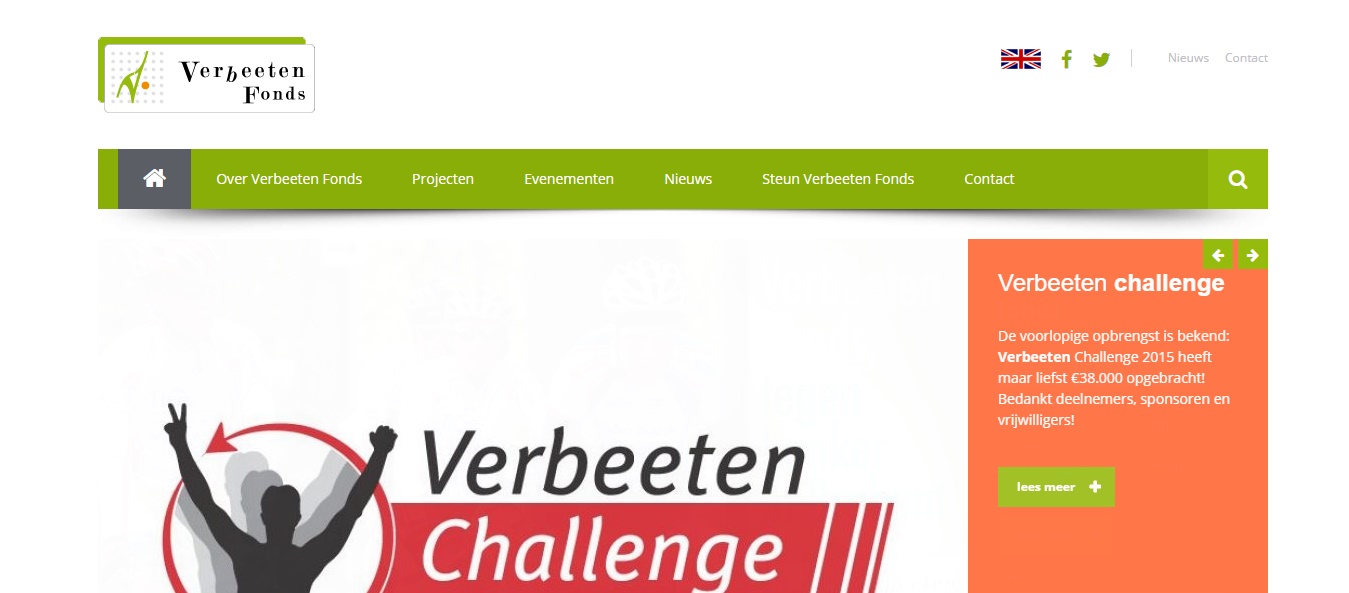 Verbeeten
Fonds
Nieuws Contact
Over Verbeeten Fonds Projecten Evenementen Nieuws Steun Verbeeten Fonds Contact
Verbeeten challenge
De voorlopige opbrengst is bekend:
Verbeeten Challenge 2015 heeft
maar liefst €38.000 opgebracht!
Bedankt deelnemers, sponsoren en
vrijwilligers!
lees meer
Verbeeten
Challenge